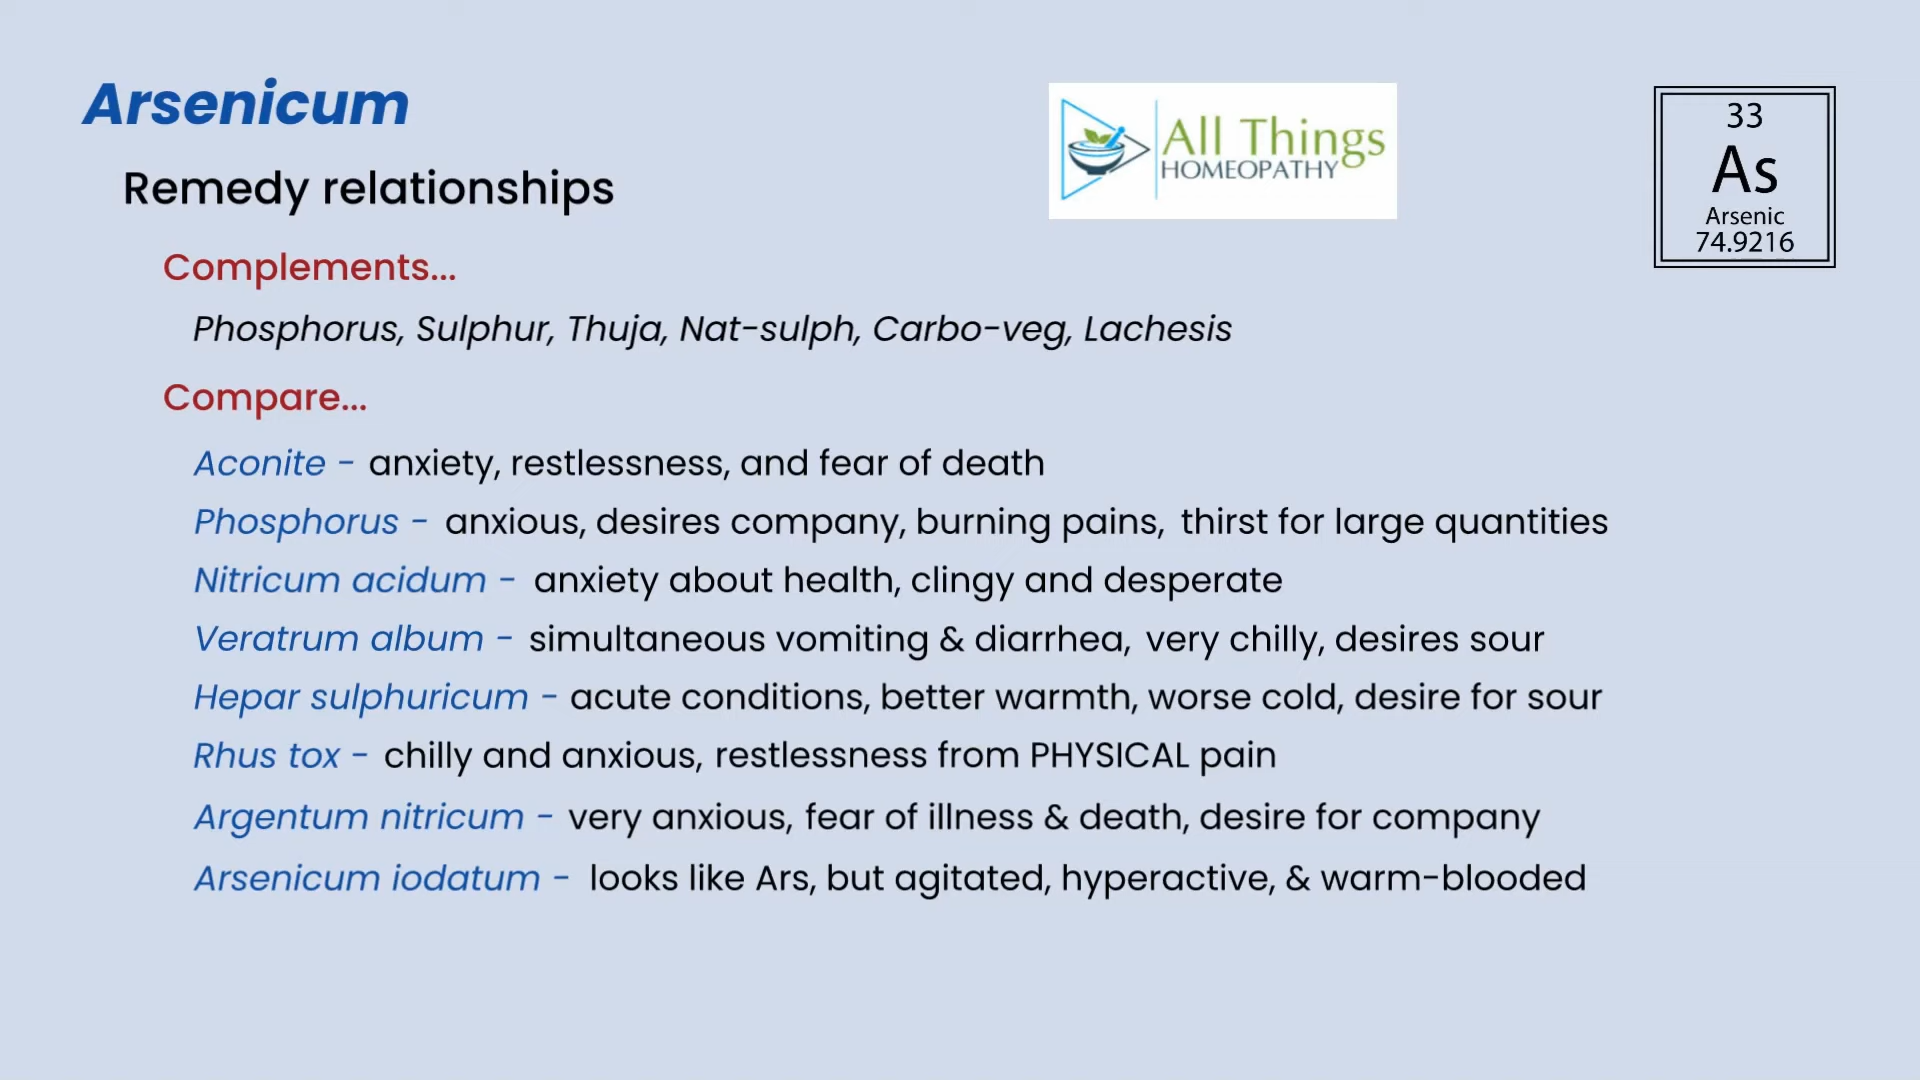 Arsenicum
All Things
HOMEOPATHY
33
As
Arsenic
74.9216
Remedy relationships
Complements...
Phosphorus, Sulphur, Thuja, Nat-sulph, Carbo-veg, Lachesis
Compare...
Aconite - anxiety, restlessness, and fear of death
Phosphorus - anxious, desires company, burning pains, thirst for large quantities
Nitricum acidum - anxiety about health, clingy and desperate
Veratrum album - simultaneous vomiting & diarrhea, very chilly, desires sour
Hepar sulphuricum - acute conditions, better warmth, worse cold, desire for sour
Rhus tox - chilly and anxious, restlessness from PHYSICAL pain
Argentum nitricum - very anxious, fear of illness & death, desire for company
Arsenicum iodatum - looks like Ars, but agitated, hyperactive, & warm-blooded